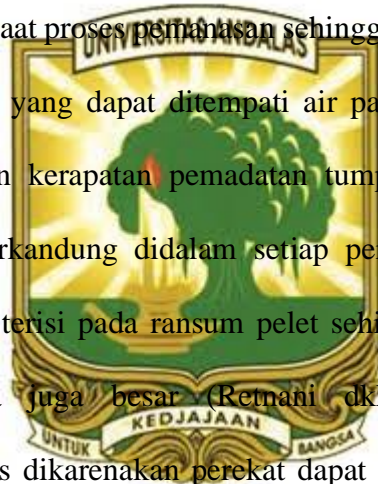 aat proses pemanasan sehingg
UNIVERSITAS ANDALAS
yang dapat ditempati air pa
n kerapatan pemadatan tump
rkandung didalam setiap pe
terisi pada ransum pelet sehi
juga besar (Retnani dk
KEDJAJAAN
UNTUK BANGSA
s dikarenakan perekat dapat